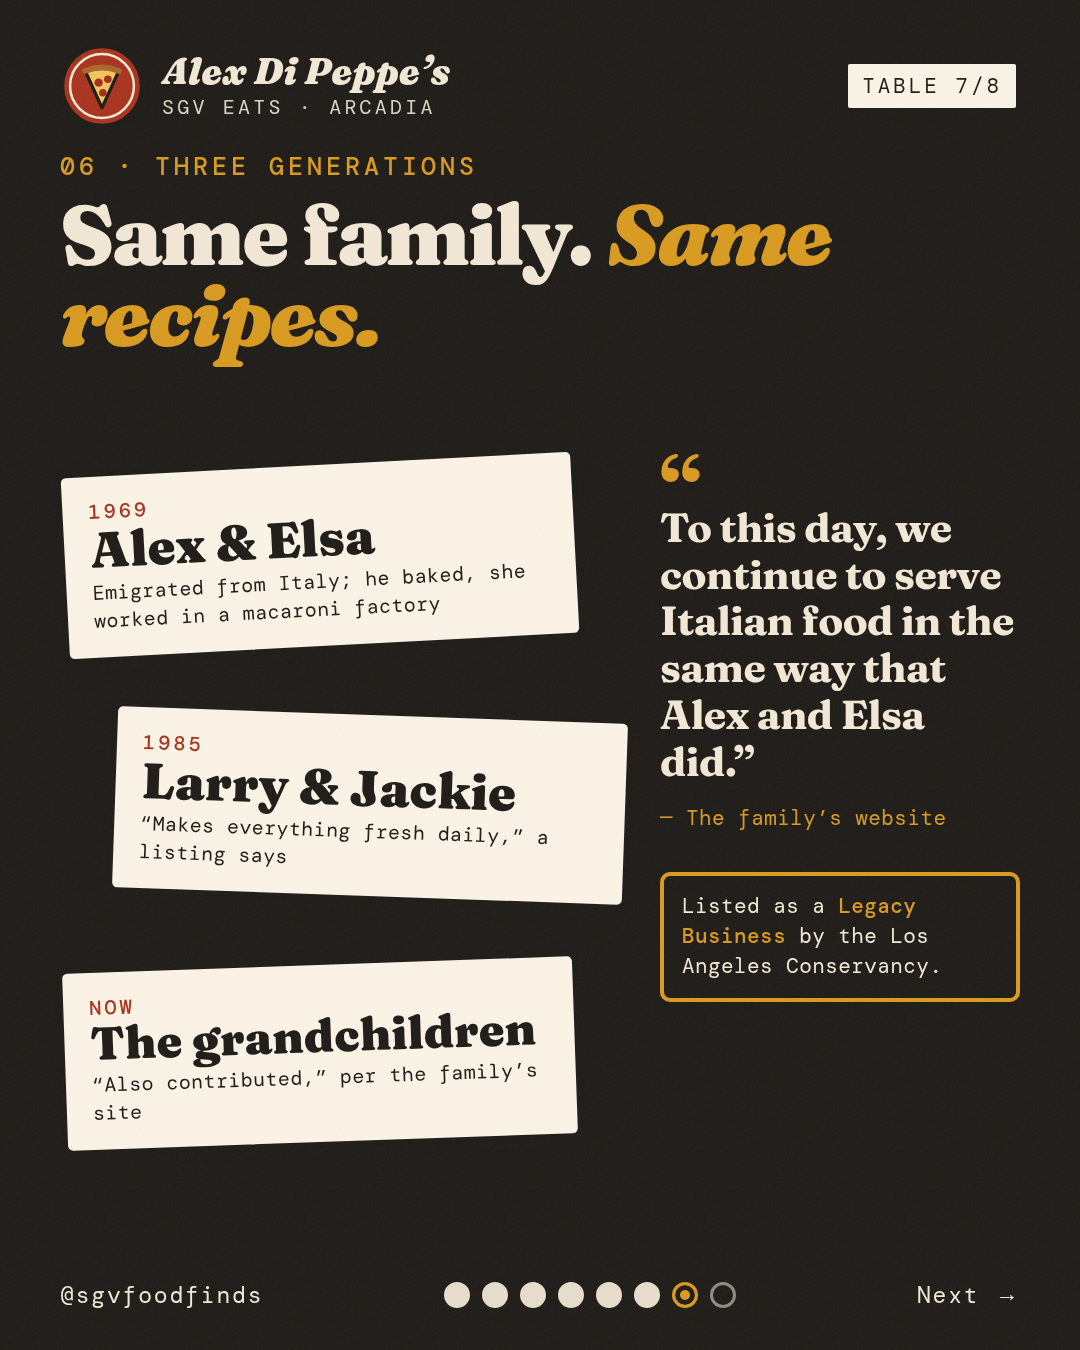 Alex Di Peppe’s
SGV EATS · ARCADIA
TABLE 7/8
06 · THREE GENERATIONS
Same family. Same
recipes.
1969
Alex & Elsa
Emigrated from Italy; he baked, she
worked in a macaroni factory
1985
Larry & Jackie
“Makes everything fresh daily,” a
listing says
NOW
The grandchildren
“Also contributed,” per the family’s
site
“
To this day, we
continue to serve
Italian food in the
same way that
Alex and Elsa
did.”
— The family’s website
Listed as a Legacy
Business by the Los
Angeles Conservancy.
@sgvfoodfinds
Next →